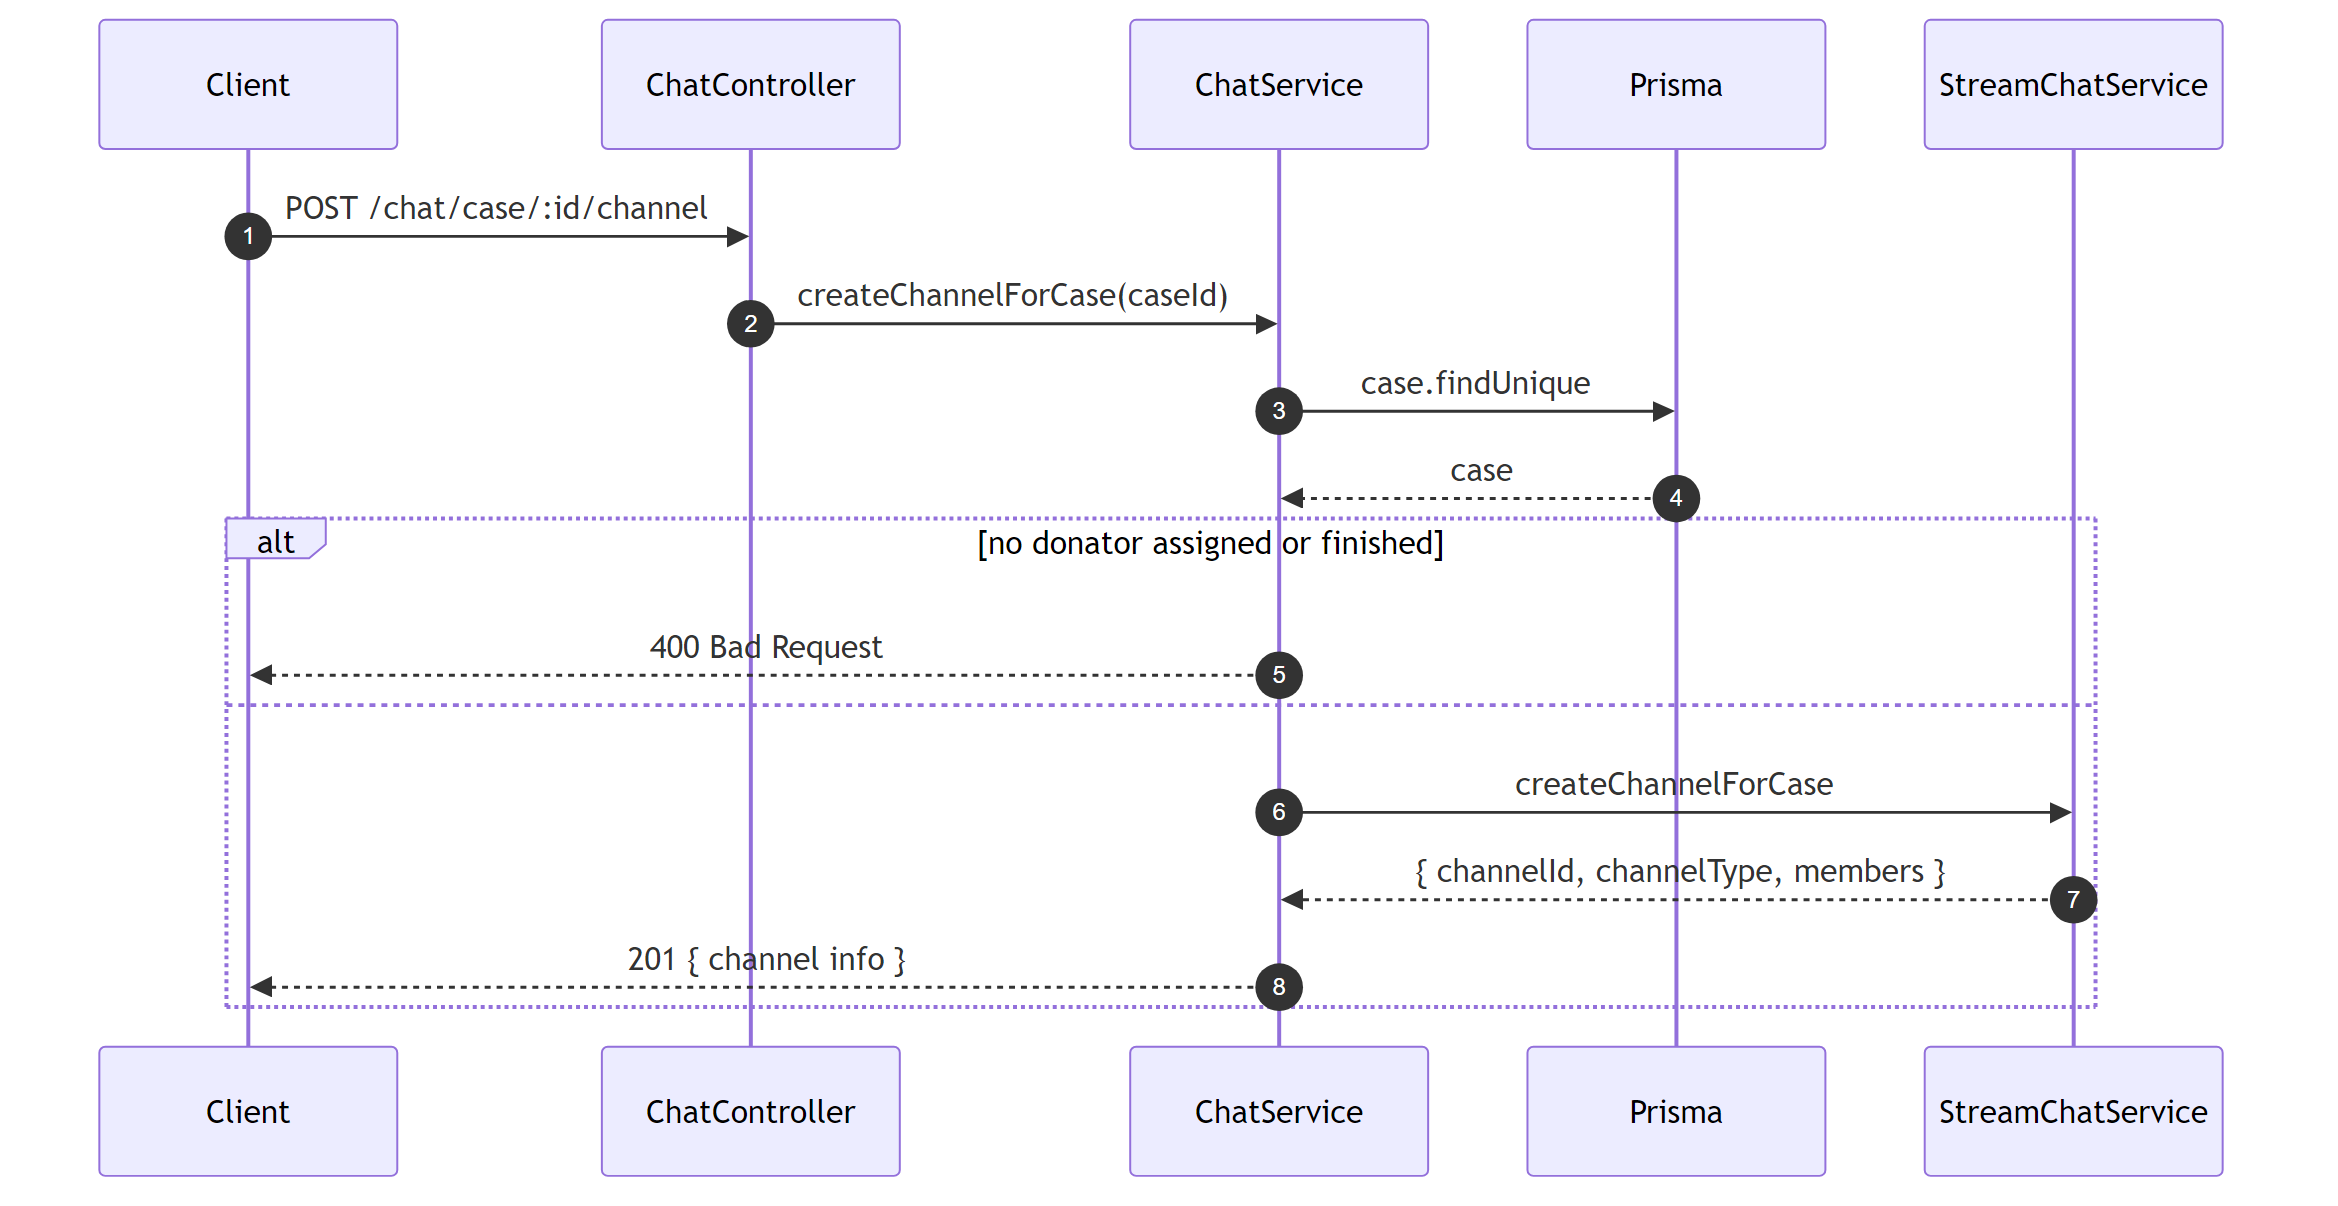 Client
ChatController
ChatService
Prisma
StreamChatService
POST /chat/case/:id/channel
1
createChannelForCase(caseId)
2
case.findUnique
3
case
4
alt
[no donator assigned or finished]
400 Bad Request
5
createChannelForCase
6
{ channelId, channelType, members }
7
201 { channel info }
8
Client
ChatController
ChatService
Prisma
StreamChatService